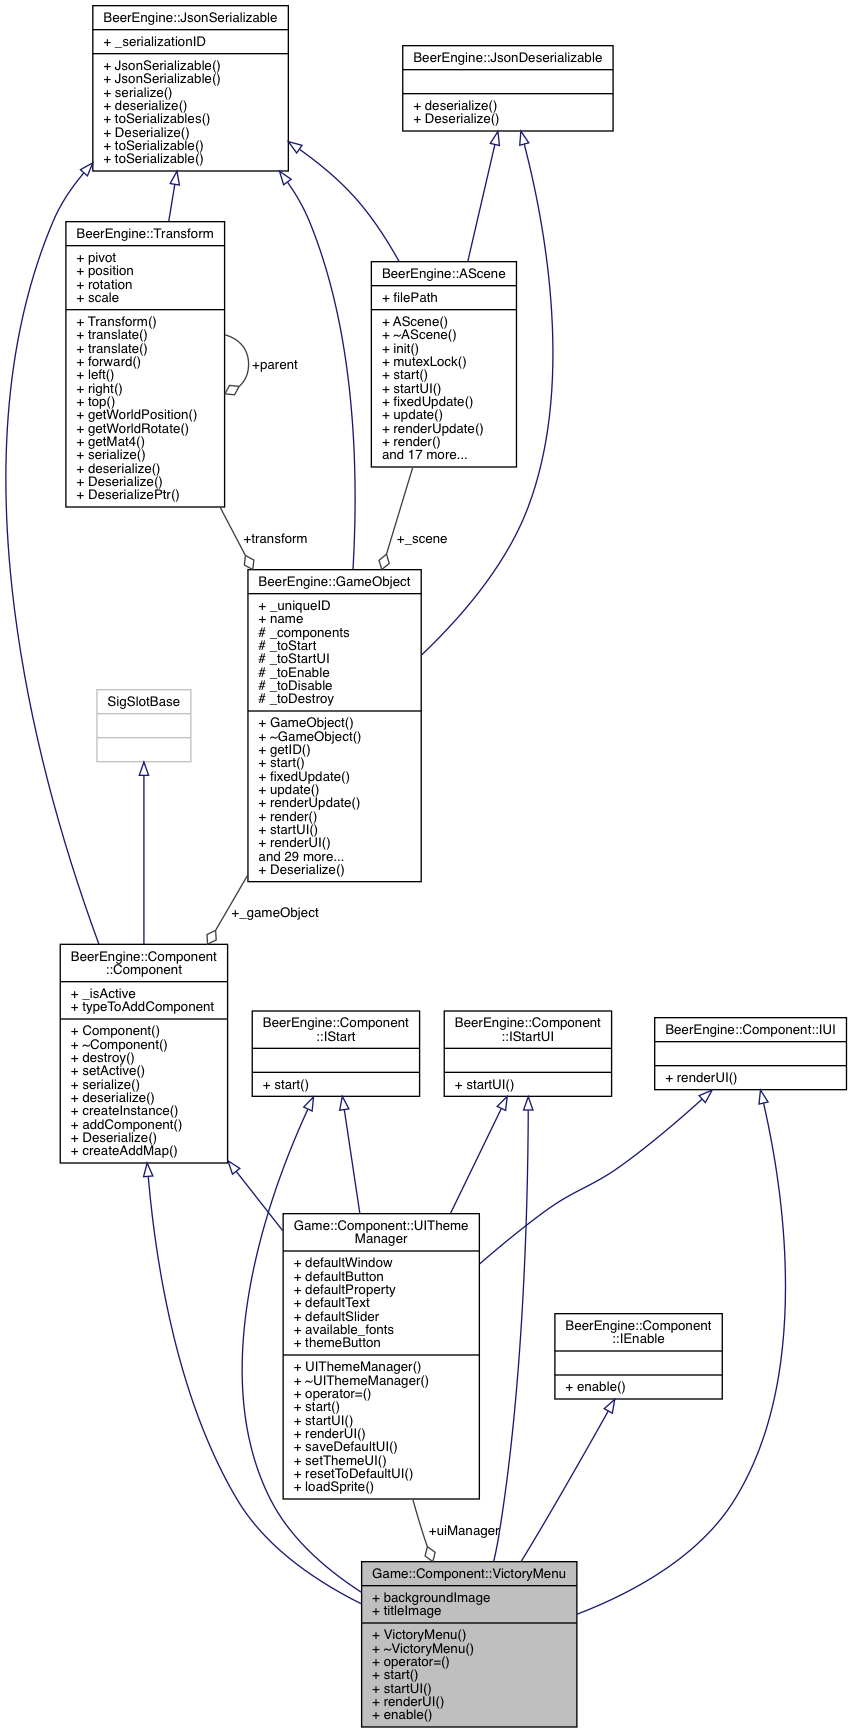 BeerEngine::JsonSerializable
+ _serializationID
+ JsonSerializable()
+ JsonSerializable()
+ serialize()
+ deserialize()
+ toSerializables()
+ Deserialize()
+ toSerializable()
+ toSerializable()
BeerEngine::JsonDeserializable
+ deserialize()
+ Deserialize()
BeerEngine::Transform
+ pivot
+ position
+ rotation
+ scale
+ Transform()
+ translate()
+ translate()
+ forward()
+ left()
+ right()
+ top()
+ getWorldPosition()
+ getWorldRotate()
+ getMat4()
+ serialize()
+ deserialize()
+ Deserialize()
+ DeserializePtr()
+parent
BeerEngine::AScene
+ filePath
+ AScene()
+ ~AScene()
+ init()
+ mutexLock()
+ start()
+ startUI()
+ fixedUpdate()
+ update()
+ renderUpdate()
+ render()
and 17 more...
+transform
+_scene
BeerEngine::GameObject
+ _uniqueID
+ name
# _components
# _toStart
# _toStartUI
# _toEnable
# _toDisable
# _toDestroy
+ GameObject()
+ ~GameObject()
+ getID()
+ start()
+ fixedUpdate()
+ update()
+ renderUpdate()
+ render()
+ startUI()
+ renderUI()
and 29 more...
+ Deserialize()
SigSlotBase
+_gameObject
BeerEngine::Component
::Component
+ _isActive
+ typeToAddComponent
+ Component()
+ ~Component()
+ destroy()
+ setActive()
+ serialize()
+ deserialize()
+ createInstance()
+ addComponent()
+ Deserialize()
+ createAddMap()
BeerEngine::Component
::IStart
+ start()
BeerEngine::Component
::IStartUI
+ startUI()
BeerEngine::Component::IUI
+ renderUI()
Game::Component::UITheme
Manager
+ defaultWindow
+ defaultButton
+ defaultProperty
+ defaultText
+ defaultSlider
+ available_fonts
+ themeButton
+ UIThemeManager()
+ ~UIThemeManager()
+ operator=()
+ start()
+ startUI()
+ renderUI()
+ saveDefaultUI()
+ setThemeUI()
+ resetToDefaultUI()
+ loadSprite()
BeerEngine::Component
::IEnable
+ enable()
+uiManager
Game::Component::VictoryMenu
+ backgroundImage
+ titleImage
+ VictoryMenu()
+ ~VictoryMenu()
+ operator=()
+ start()
+ startUI()
+ renderUI()
+ enable()